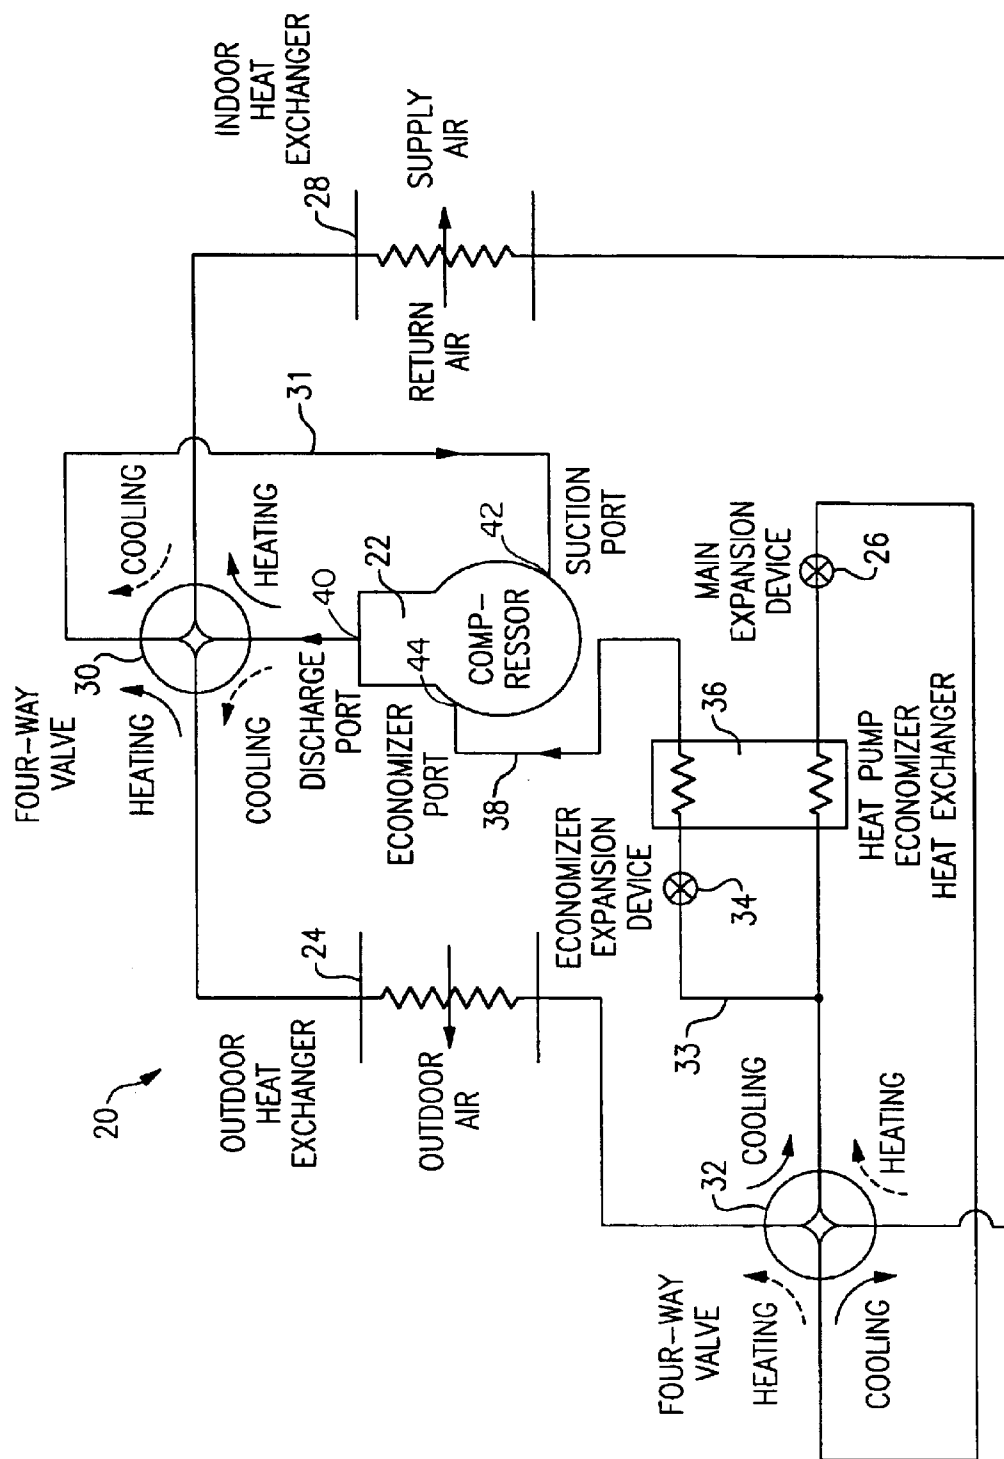 20
OUTDOOR
HEAT
EXCHANGER
24
OUTDOOR
AIR
FOUR-WAY
VALVE
30
HEATING
COOLING
COOLING
HEATING
31
INDOOR
HEAT
EXCHANGER
28
RETURN
AIR
SUPPLY
AIR
DISCHARGE
PORT
40
ECONOMIZER
PORT
44
22
COMP-
RESSOR
42
SUCTION
PORT
38
ECONOMIZER
EXPANSION
DEVICE
34
33
36
HEAT PUMP
ECONOMIZER
HEAT EXCHANGER
MAIN
EXPANSION
DEVICE
26
FOUR-WAY
VALVE
32
HEATING
COOLING
COOLING
HEATING